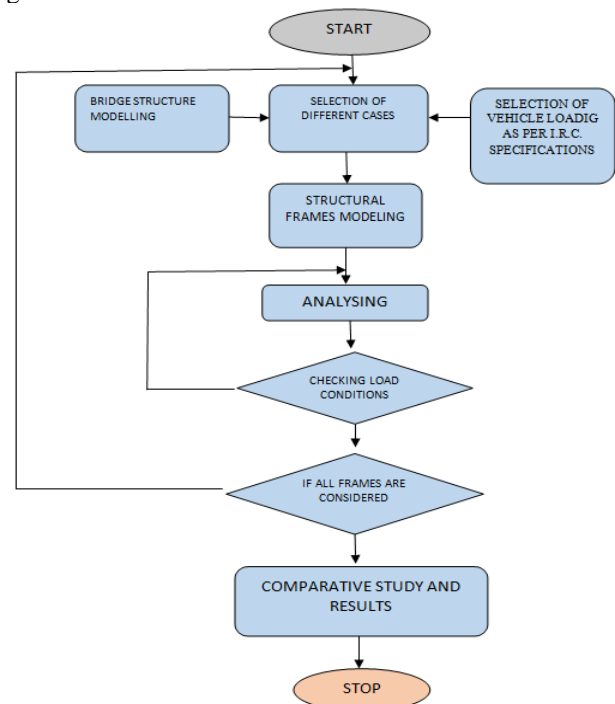 START
BRIDGE STRUCTURE
MODELLING
SELECTION OF
DIFFERENT CASES
SELECTION OF
VEHICLE LOADIG
AS PER I.R.C.
SPECIFICATIONS
STRUCTURAL
FRAMES MODELING
ANALYSING
CHECKING LOAD
CONDITIONS
IF ALL FRAMES ARE
CONSIDERED
COMPARATIVE STUDY AND
RESULTS
STOP